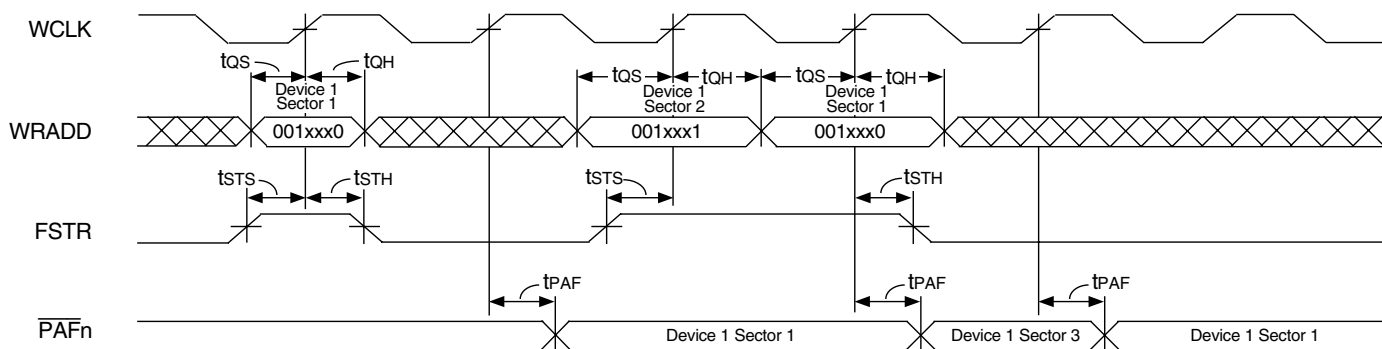 WCLK
tQS
tQH
tQS
tQH
tQS
tQH
Device 1
Sector 1
Device 1
Sector 2
Device 1
Sector 1
WRADD
001xxx0
001xxx1
001xxx0
tSTS
tSTH
tSTS
tSTH
FSTR
tPAF
tPAF
tPAF
PAFn
Device 1 Sector 1
Device 1 Sector 3
Device 1 Sector 1